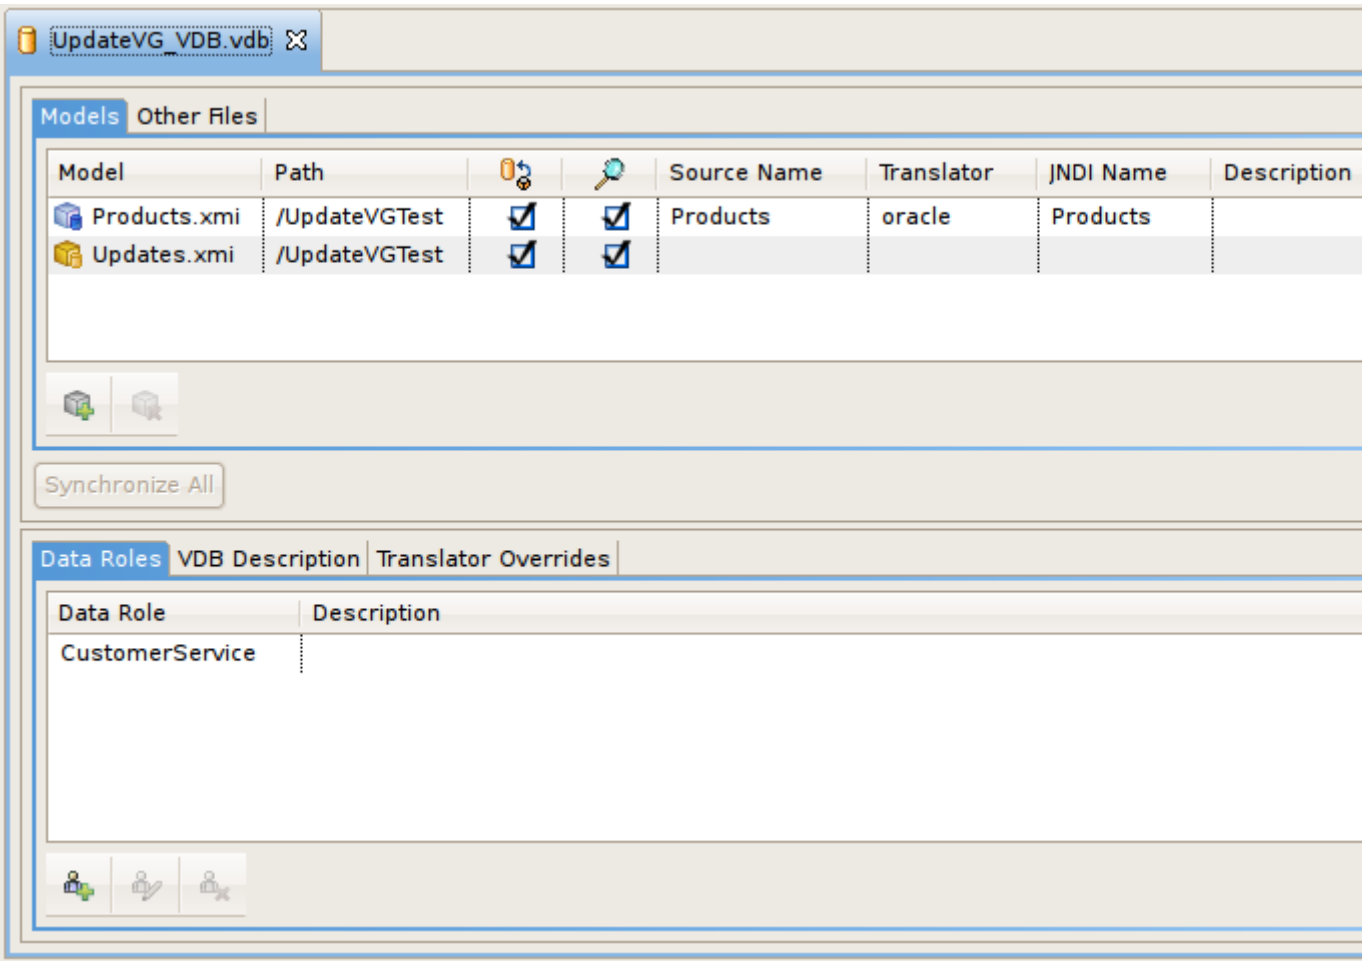 UpdateVG_VDB.vdb
Models Other Files
Model Path Source Name Translator JNDI Name Description
Products.xmi /UpdateVGTest Products oracle Products
Updates.xmi /UpdateVGTest
Synchronize All
Data Roles VDB Description Translator Overrides
Data Role Description
CustomerService